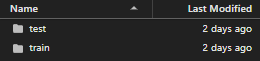 Name Last Modified
test 2 days ago
train 2 days ago